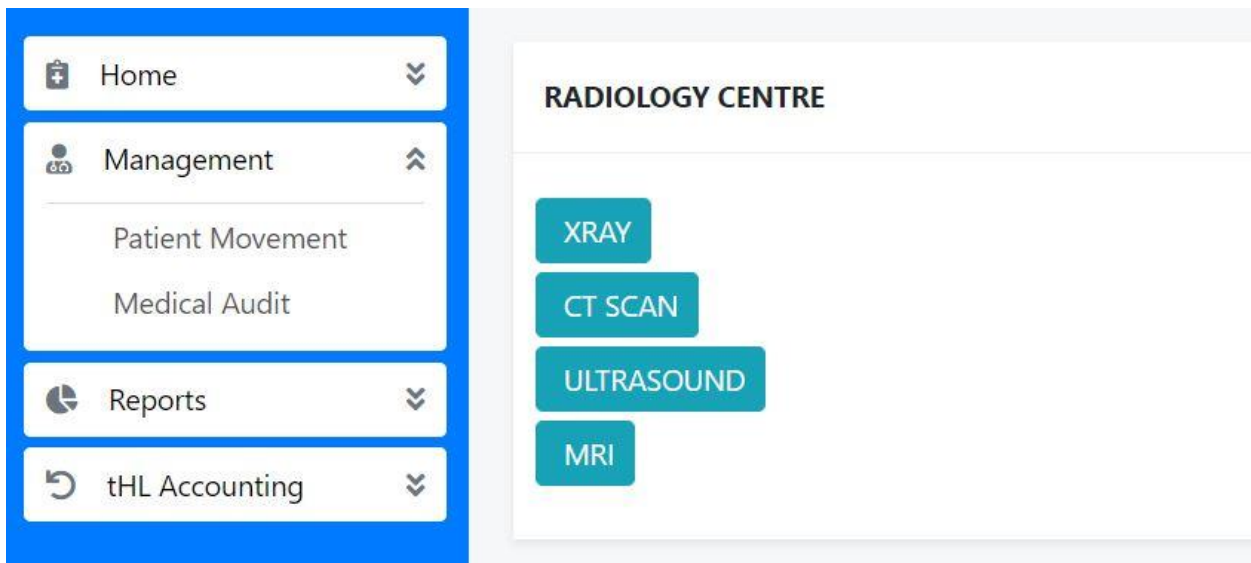 Home
Management
Patient Movement
Medical Audit
Reports
tHL Accounting
RADIOLOGY CENTRE
XRAY
CT SCAN
ULTRASOUND
MRI